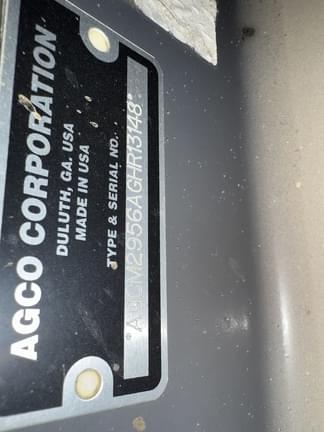 AGCO CORPORATION
DULUTH, GA. USA
MADE IN USA
TYPE & SERIAL NO.